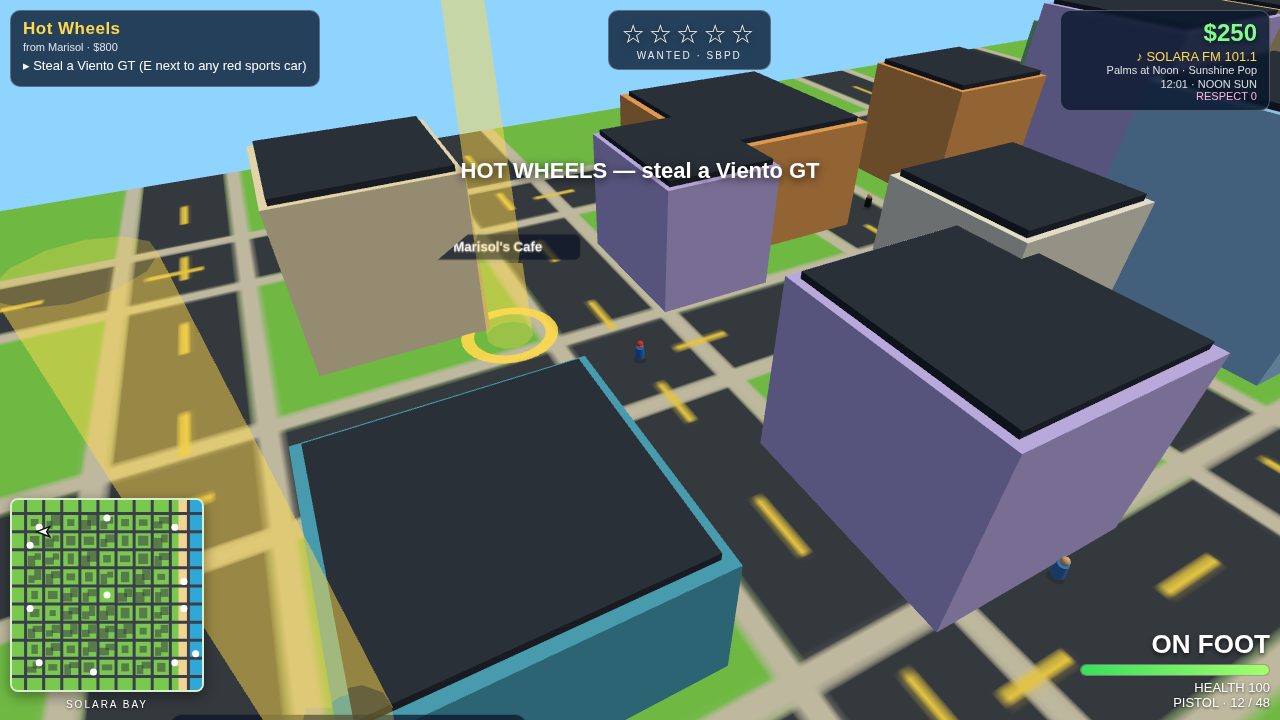 Hot Wheels
from Marisol · $800
▸ Steal a Viento GT (E next to any red sports car)
☆☆☆☆☆
WANTED · SBPD
$250
♪ SOLARA FM 101.1
Palms at Noon · Sunshine Pop
12:01 · NOON SUN
RESPECT 0
HOT WHEELS — steal a Viento GT
Marisol's Cafe
SOLARA BAY
ON FOOT
HEALTH 100
PISTOL · 12 / 48